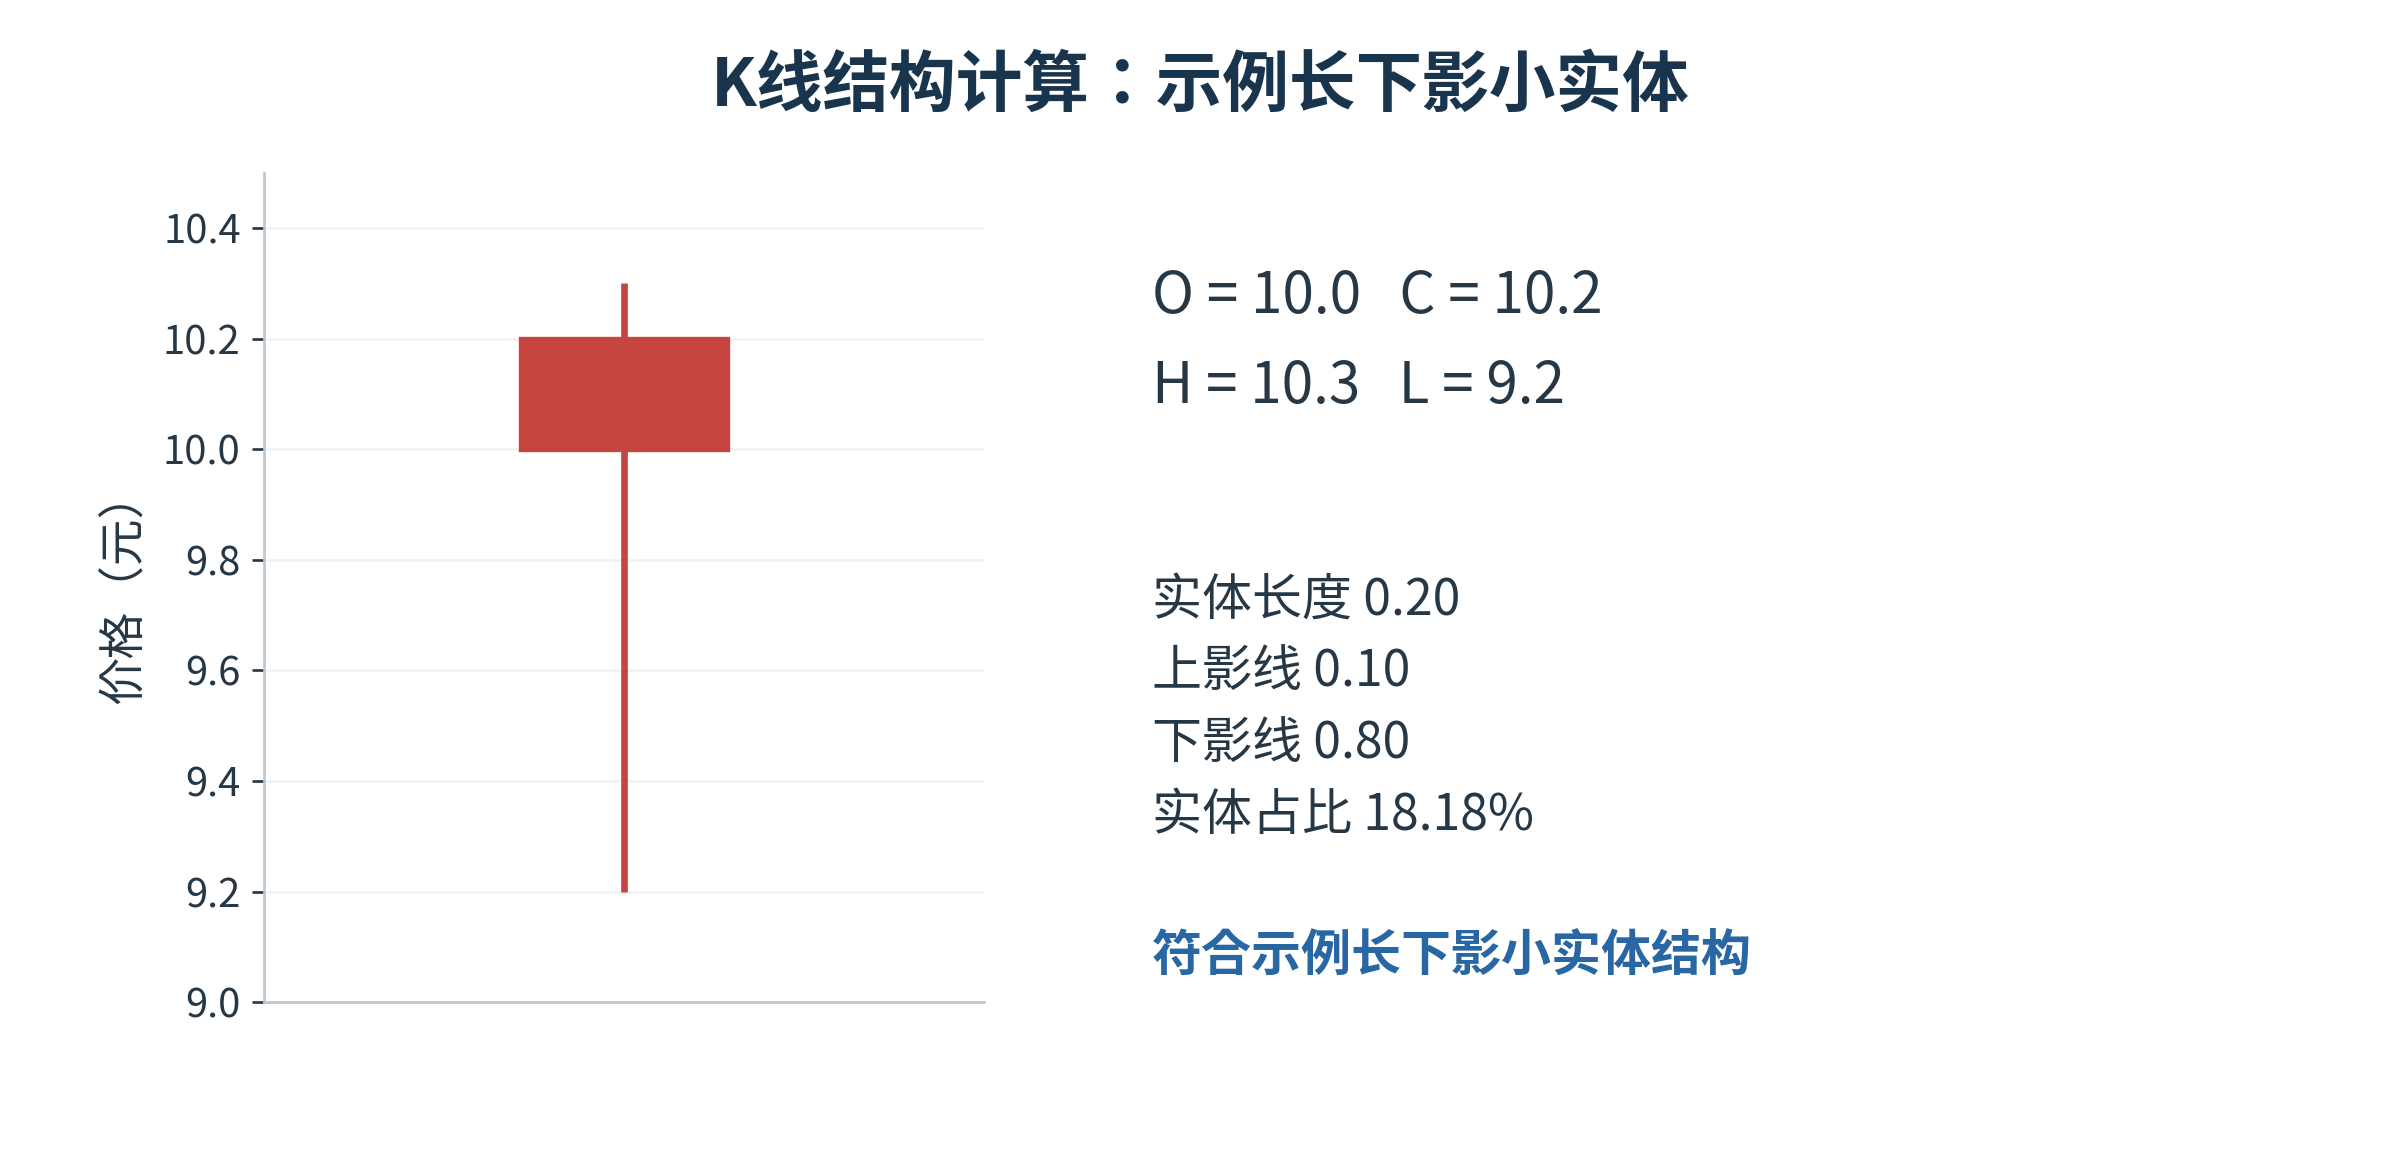 K线结构计算：示例长下影小实体
10.4
10.2
10.0
9.8
9.6
9.4
9.2
9.0
价格（元）
O = 10.0   C = 10.2
H = 10.3   L = 9.2
实体长度 0.20
上影线 0.10
下影线 0.80
实体占比 18.18%
符合示例长下影小实体结构